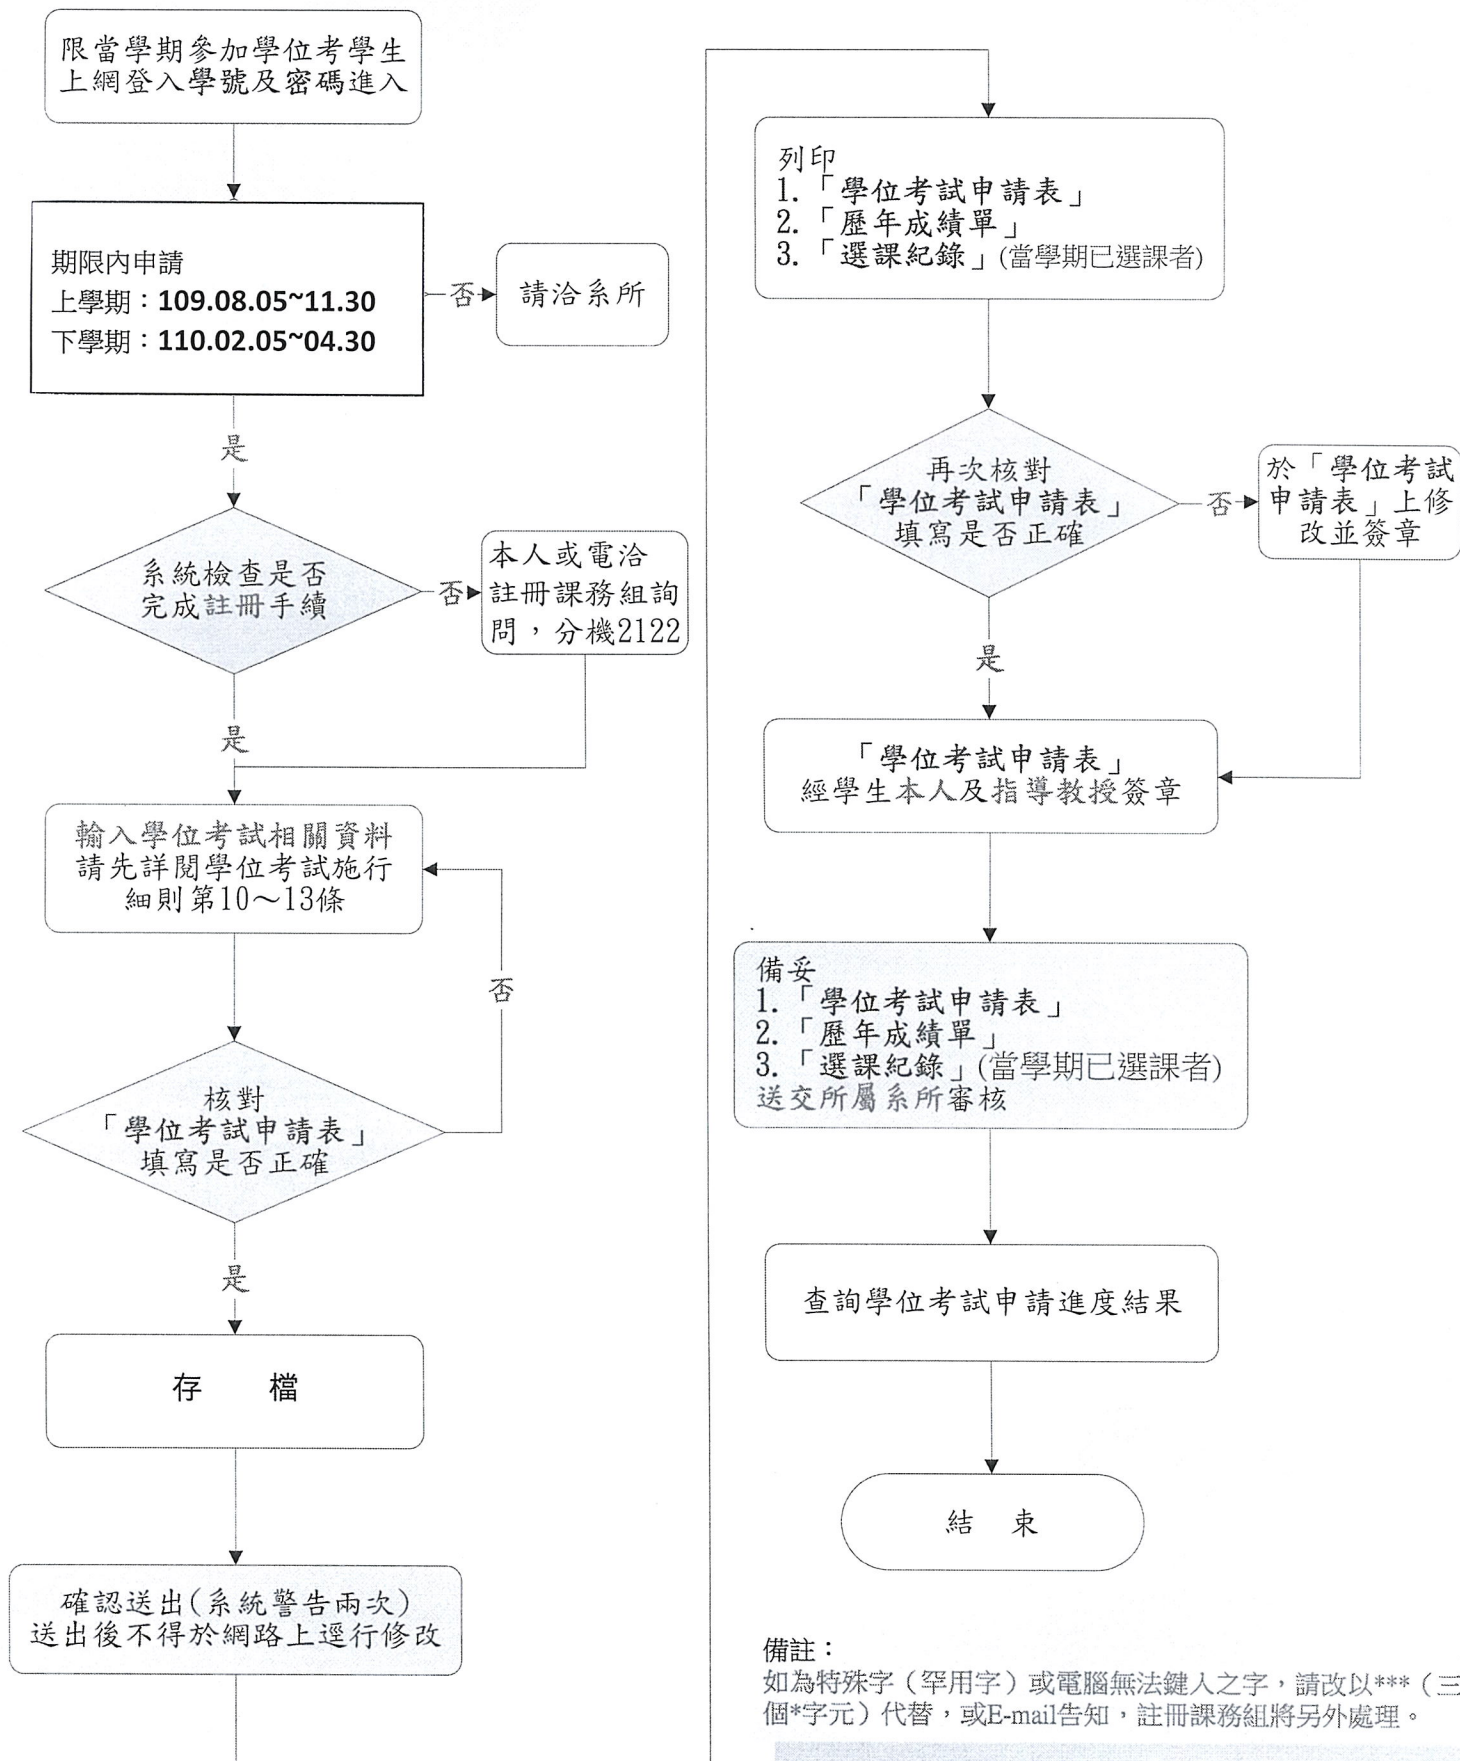 限當學期參加學位考學生
上網登入學號及密碼進入
期限內申請
上學期：109.08.05~11.30
下學期：110.02.05~04.30
否
請洽系所
是
系統檢查是否
完成註冊手續
否
本人或電洽
註冊課務組詢
問，分機2122
是
輸入學位考試相關資料
請先詳閱學位考試施行
細則第10～13條
否
核對
「學位考試申請表」
填寫是否正確
是
存 檔
確認送出(系統警告兩次)
送出後不得於網路上逕行修改
列印
1.「學位考試申請表」
2.「歷年成績單」
3.「選課紀錄」(當學期已選課者)
再次核對
「學位考試申請表」
填寫是否正確
否
於「學位考試
申請表」上修
改並簽章
是
「學位考試申請表」
經學生本人及指導教授簽章
備妥
1.「學位考試申請表」
2.「歷年成績單」
3.「選課紀錄」(當學期已選課者)
送交所屬系所審核
查詢學位考試申請進度結果
結 束
備註：
如為特殊字（罕用字）或電腦無法鍵人之字，請改以***（三
個*字元）代替，或E-mail告知，註冊課務組將另外處理。